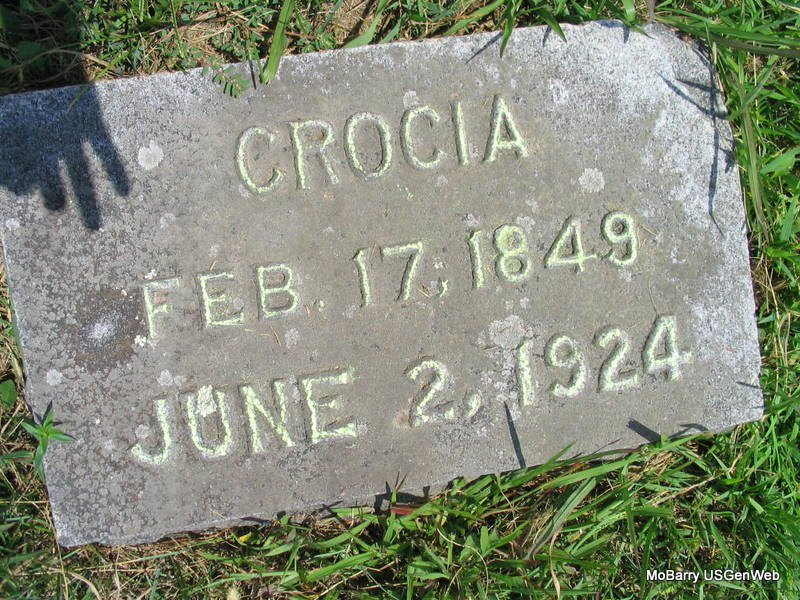 CROCIA
FEB. 17, 1849
JUNE 2, 1924
MoBarry USGenWeb